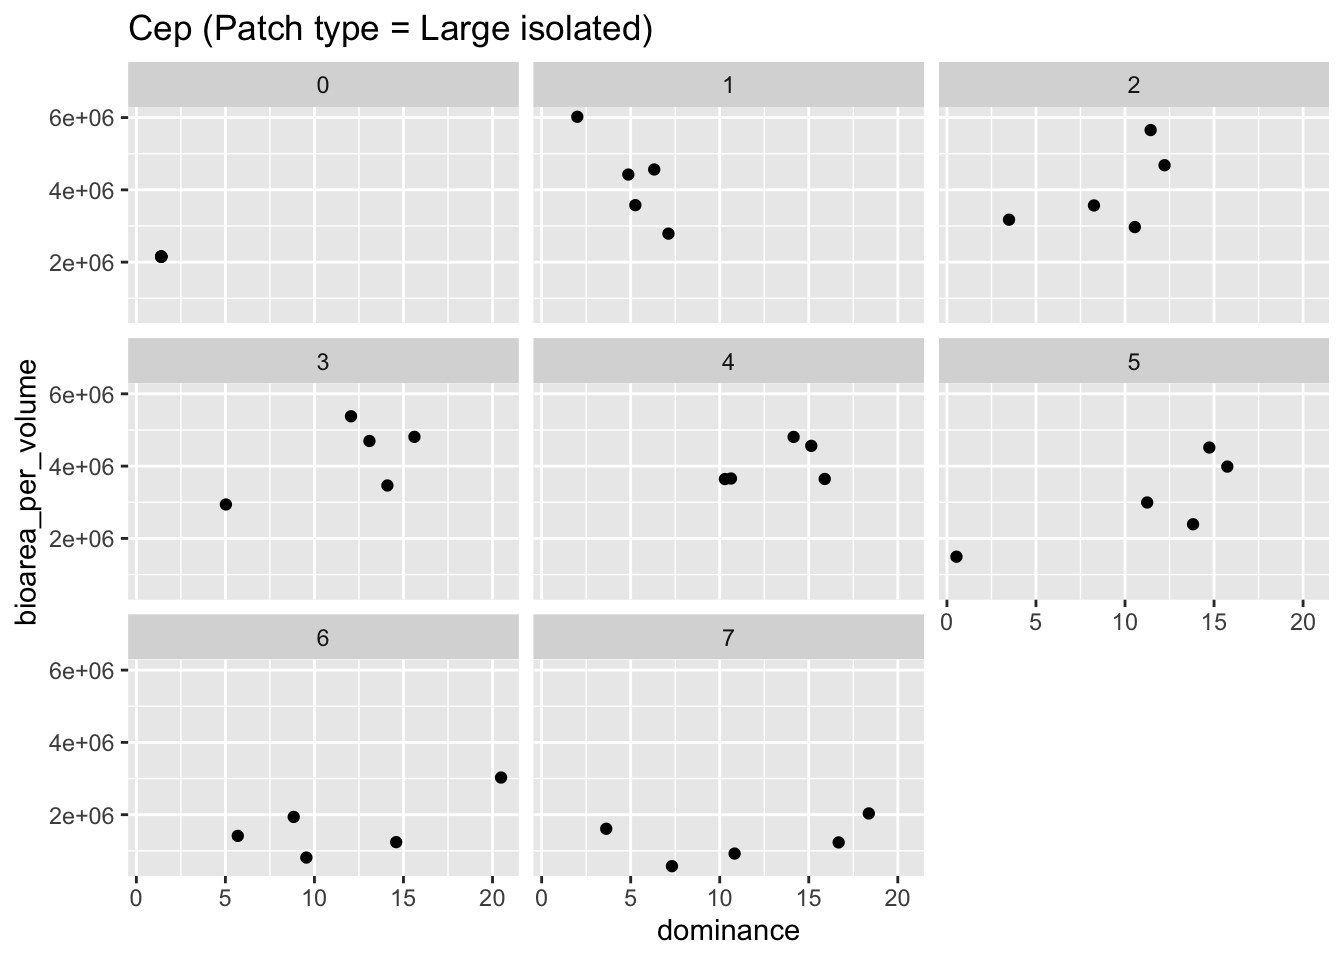 Cep (Patch type = Large isolated)
0 1 2
6e+06
4e+06
2e+06
3 4 5
6e+06
4e+06
2e+06
0 5 10 15 20
6 7
6e+06
4e+06
2e+06
0 5 10 15 20 0 5 10 15 20
bioarea_per_volume
dominance